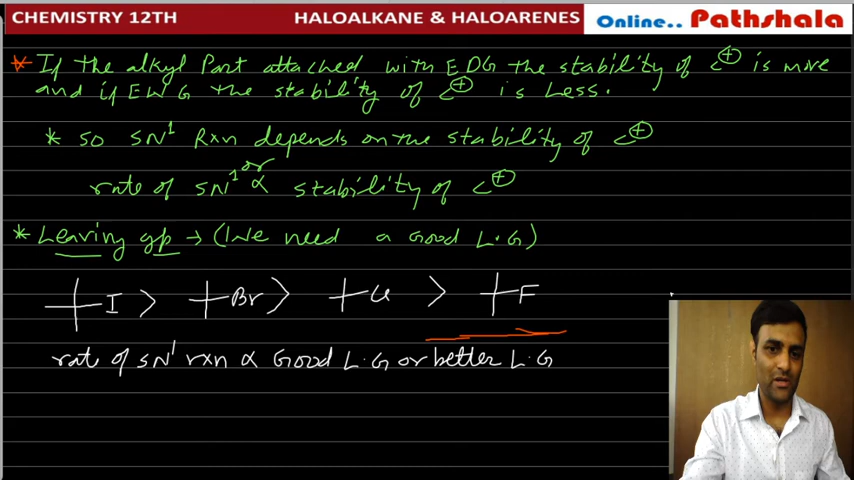 CHEMISTRY 12TH
HALOALKANE & HALOARENES
Online.. Pathshala
* If the alkyl Part attached with EDG the stability of C⊕ is more
and if EWG the stability of C⊕ is Less.
* so SN¹ Rxn depends on the stability of C⊕
or
rate of SN¹ ∝ stability of C⊕
* Leaving gp → (We need a Good L.G)
I > Br > Cl > F
rate of SN¹ rxn ∝ Good L.G or better L.G